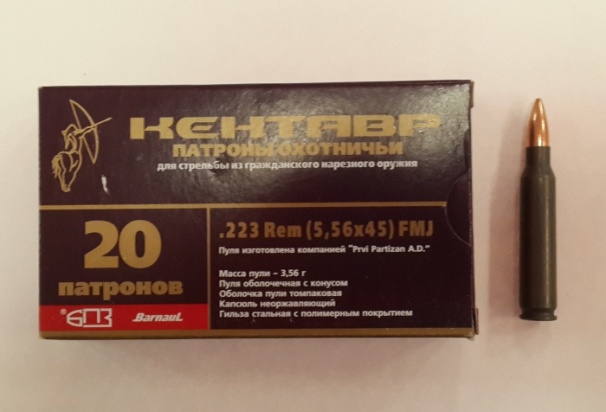 КЕНТАВР
ПАТРОНЫ ОХОТНИЧЬИ
для стрельбы из гражданского нарезного оружия
20
патронов
.223 Rem (5,56x45) FMJ
Пуля изготовлена компанией "Prvi Partizan A.D."
Масса пули – 3,56 г
Пуля оболочечная с конусом
Оболочка пули томпаковая
Капсюль неоржавляющий
Гильза стальная с полимерным покрытием
БПЗ®
Barnaul